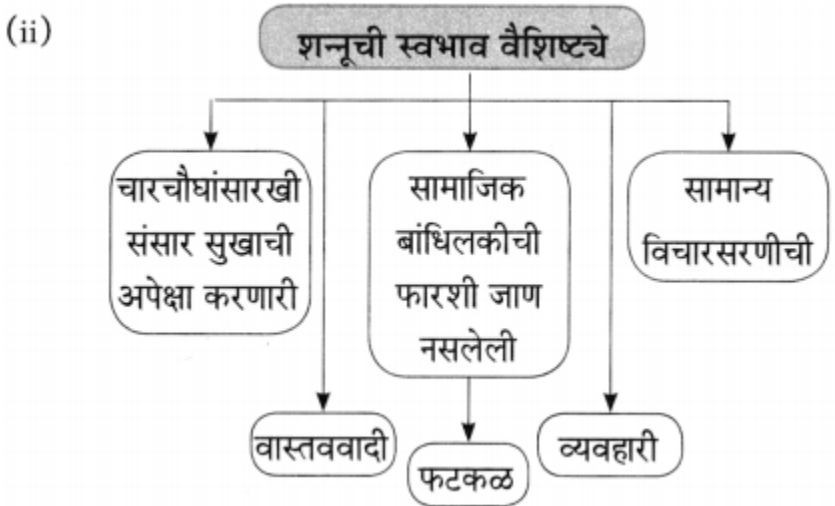 (ii)
शन्नूची स्वभाव वैशिष्ट्ये
चारचौघांसारखी
संसार सुखाची
अपेक्षा करणारी
सामाजिक
बांधिलकीची
फारशी जाण
नसलेली
सामान्य
विचारसरणीची
वास्तववादी
फटकळ
व्यवहारी